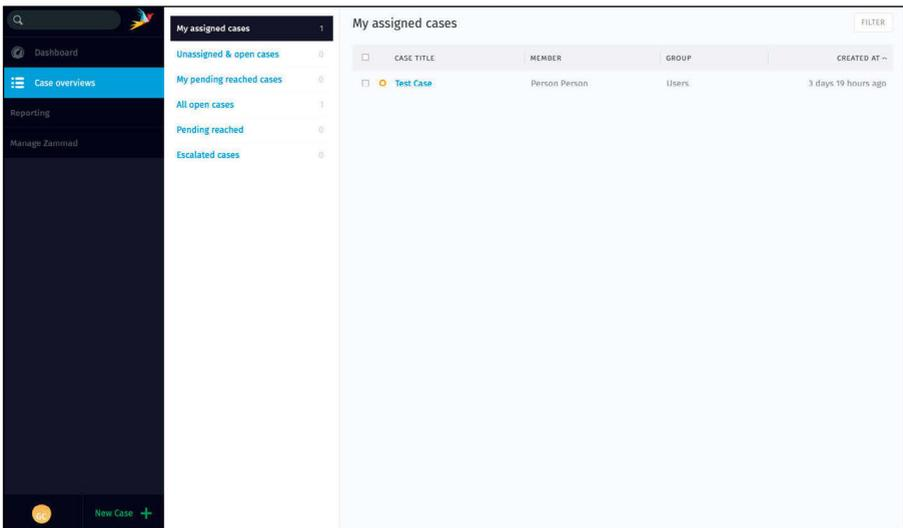 Dashboard
Case overviews
Reporting
Manage Zammad
GC
New Case +
My assigned cases 1
Unassigned & open cases 0
My pending reached cases 0
All open cases 1
Pending reached 0
Escalated cases 0
My assigned cases
FILTER
CASE TITLE MEMBER GROUP CREATED AT
Test Case Person Person Users 3 days 19 hours ago